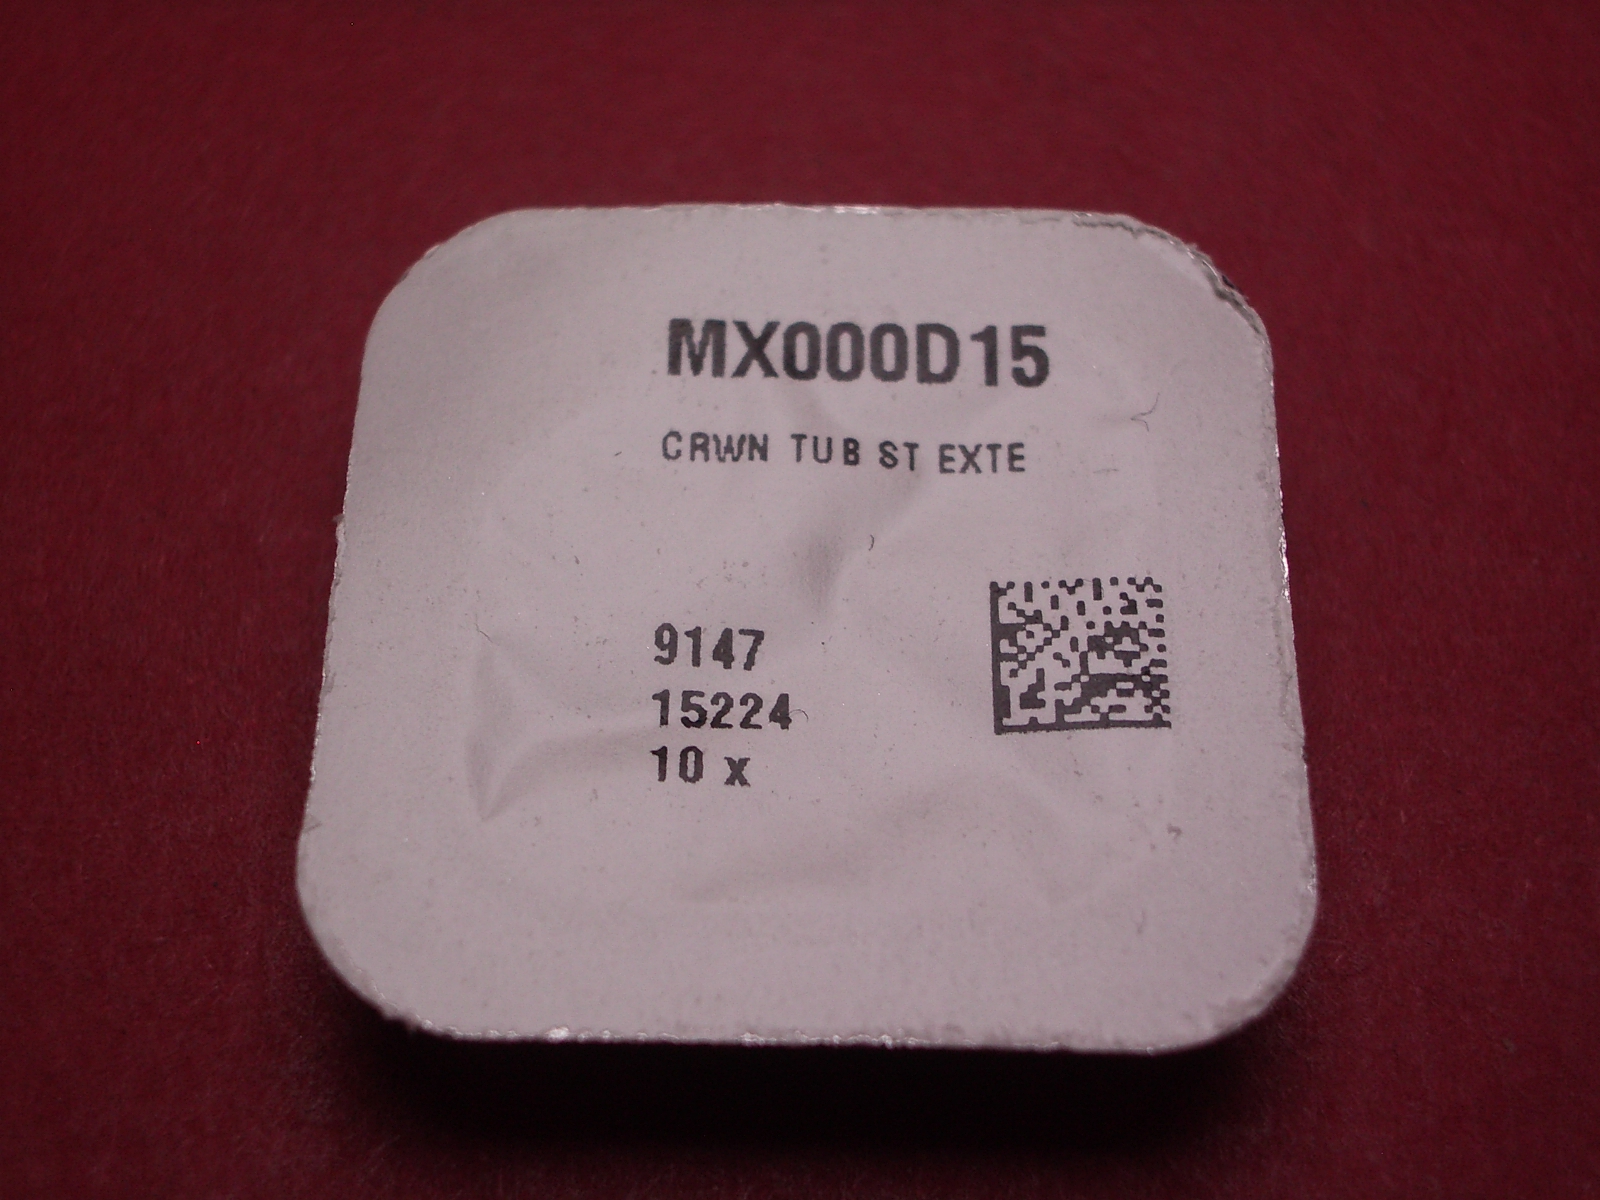 MX000D15
CRWN TUB ST EXTE
9147
15224
10 x